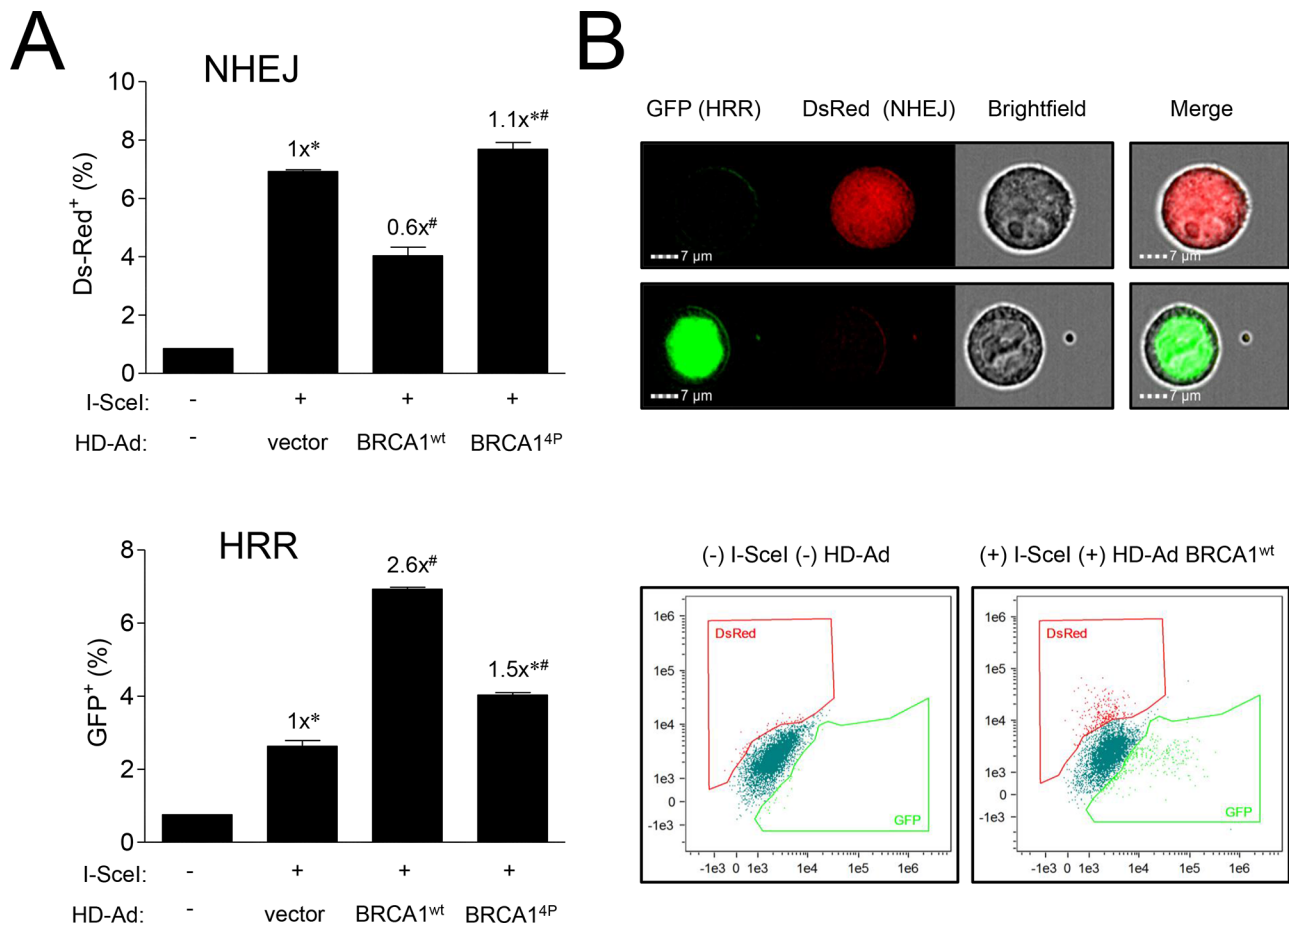 A
NHEJ
10
8
6
4
2
0
Ds-Red⁺ (%)
1x*
0.6x#
1.1x*#
I-SceI: - + + +
HD-Ad: - vector BRCA1ʷᵗ BRCA1⁴ᴾ
HRR
8
6
4
2
0
GFP⁺ (%)
1x*
2.6x#
1.5x*#
I-SceI: - + + +
HD-Ad: - vector BRCA1ʷᵗ BRCA1⁴ᴾ
B
GFP (HRR) DsRed (NHEJ) Brightfield Merge
7 µm 7 µm
7 µm 7 µm
(-) I-SceI (-) HD-Ad
1e6
1e5
1e4
1e3
0
-1e3
DsRed
GFP
-1e3 0 1e3 1e4 1e5 1e6
(+) I-SceI (+) HD-Ad BRCA1ʷᵗ
1e6
1e5
1e4
1e3
0
-1e3
DsRed
GFP
-1e3 0 1e3 1e4 1e5 1e6